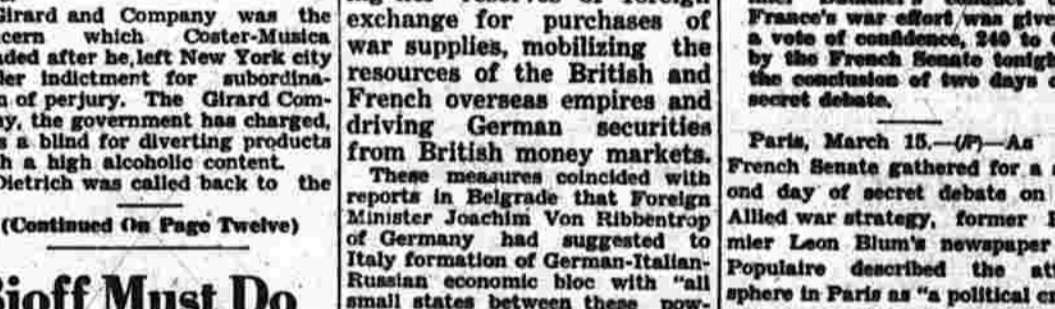 Girard and Company was the
which Coster-Musica
after he left New York city
indictment for subordina-
of perjury. The Girard Com-
the government has charged,
a blind for diverting products
a high alcoholic content.
Dietrich was called back to the
(Continued On Page Twelve)
Bioff Must Do
exchange for purchases of
war supplies, mobilizing the
resources of the British and
French overseas empires and
driving German securities
from British money markets.
These measures coincided with
reports in Belgrade that Foreign
Minister Joachim Von Ribbentrop
of Germany had suggested to
Italy formation of German-Italian-
Russian economic bloc with "all
small states between these pow-
France's war effort was give
a vote of confidence, 240 to
by the French Senate tonigh
the conclusion of two days
secret debate.
Paris, March 15.—(AP)—As
French Senate gathered for a
ond day of secret debate on
Allied war strategy, former
mier Leon Blum's newspaper
Populaire described the at
sphere in Paris as "a political